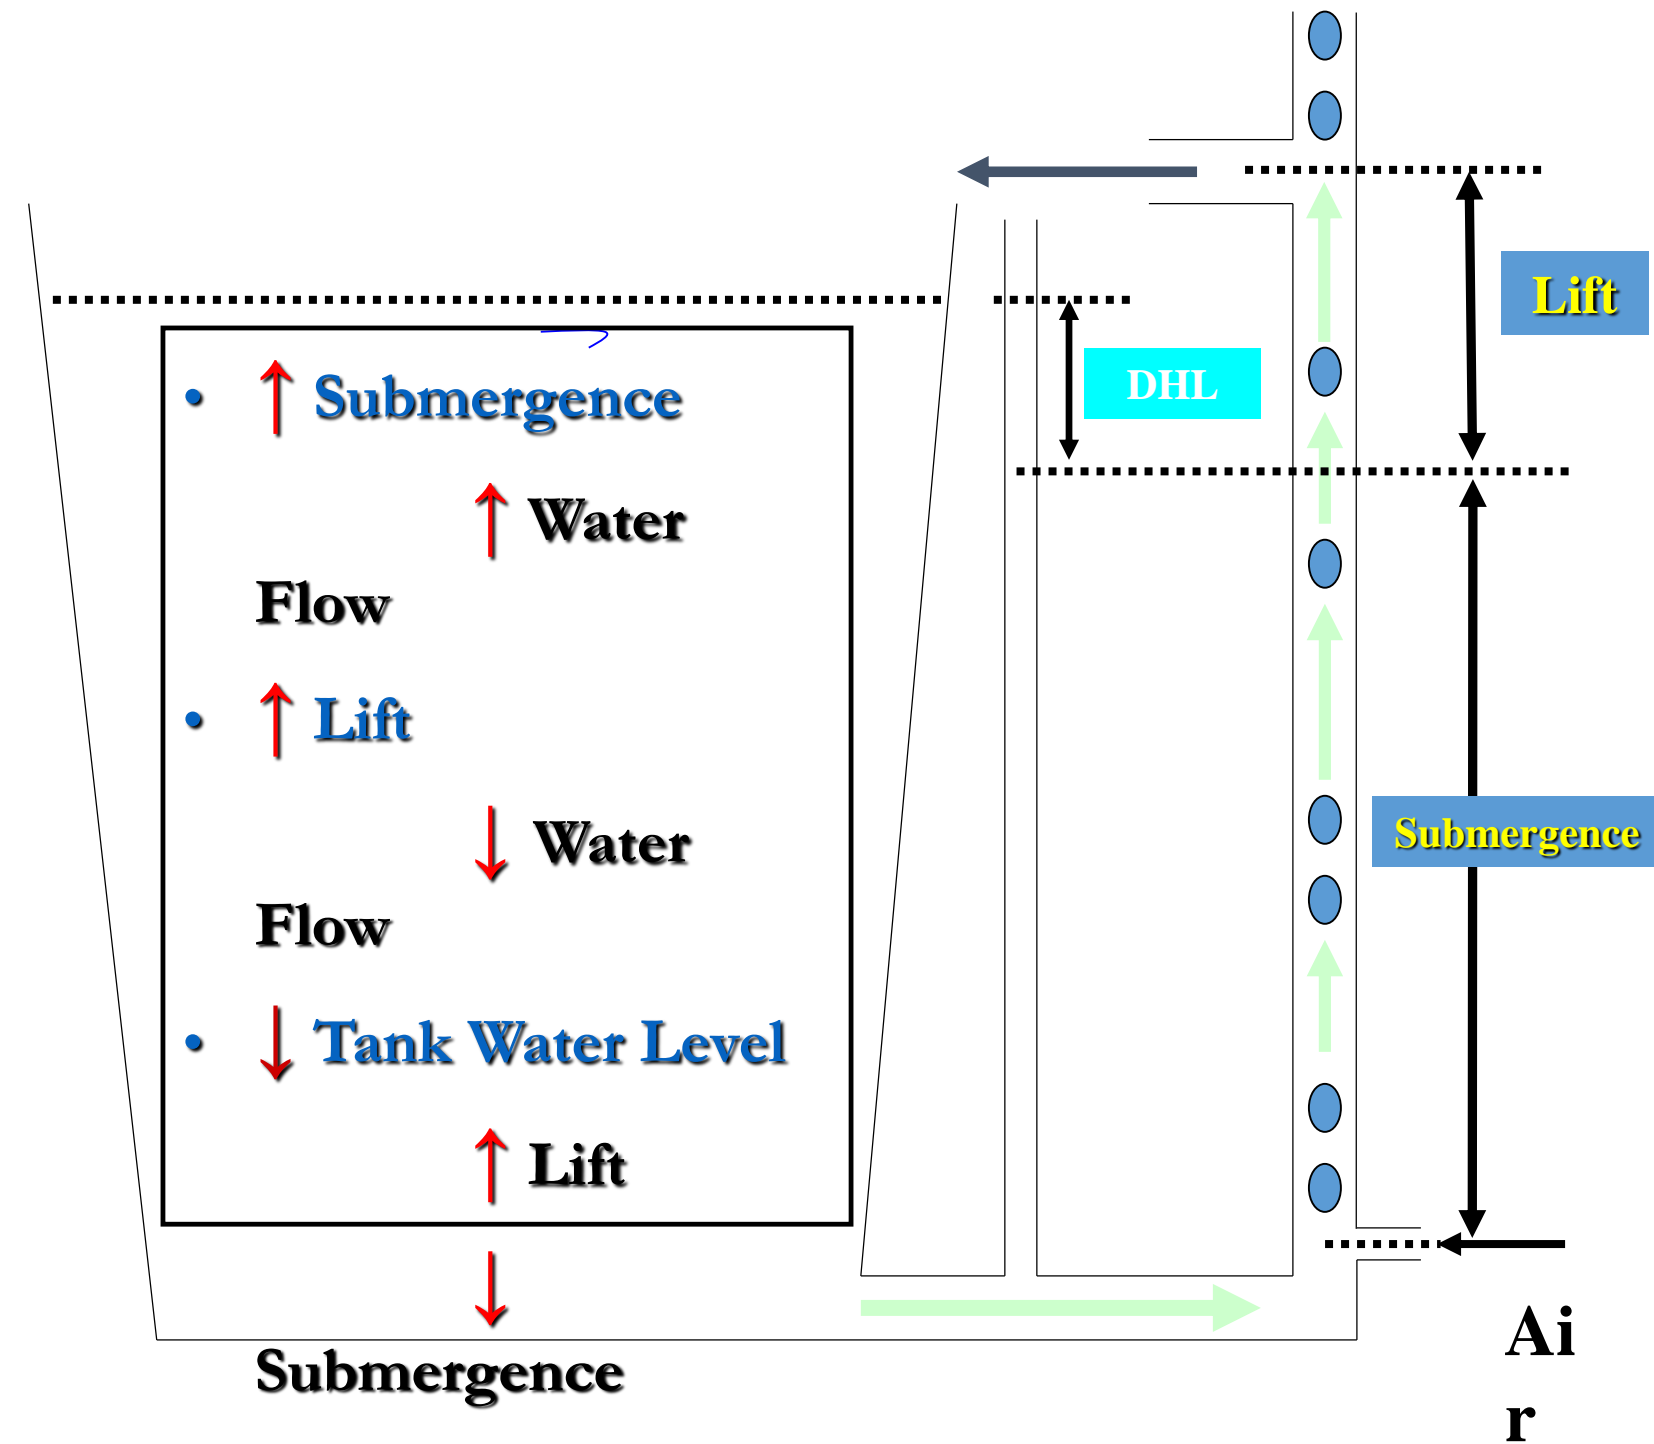 • ↑ Submergence
↑ Water
Flow
• ↑ Lift
↓ Water
Flow
• ↓ Tank Water Level
↑ Lift
↓
Submergence
DHL
Lift
Submergence
Ai
r